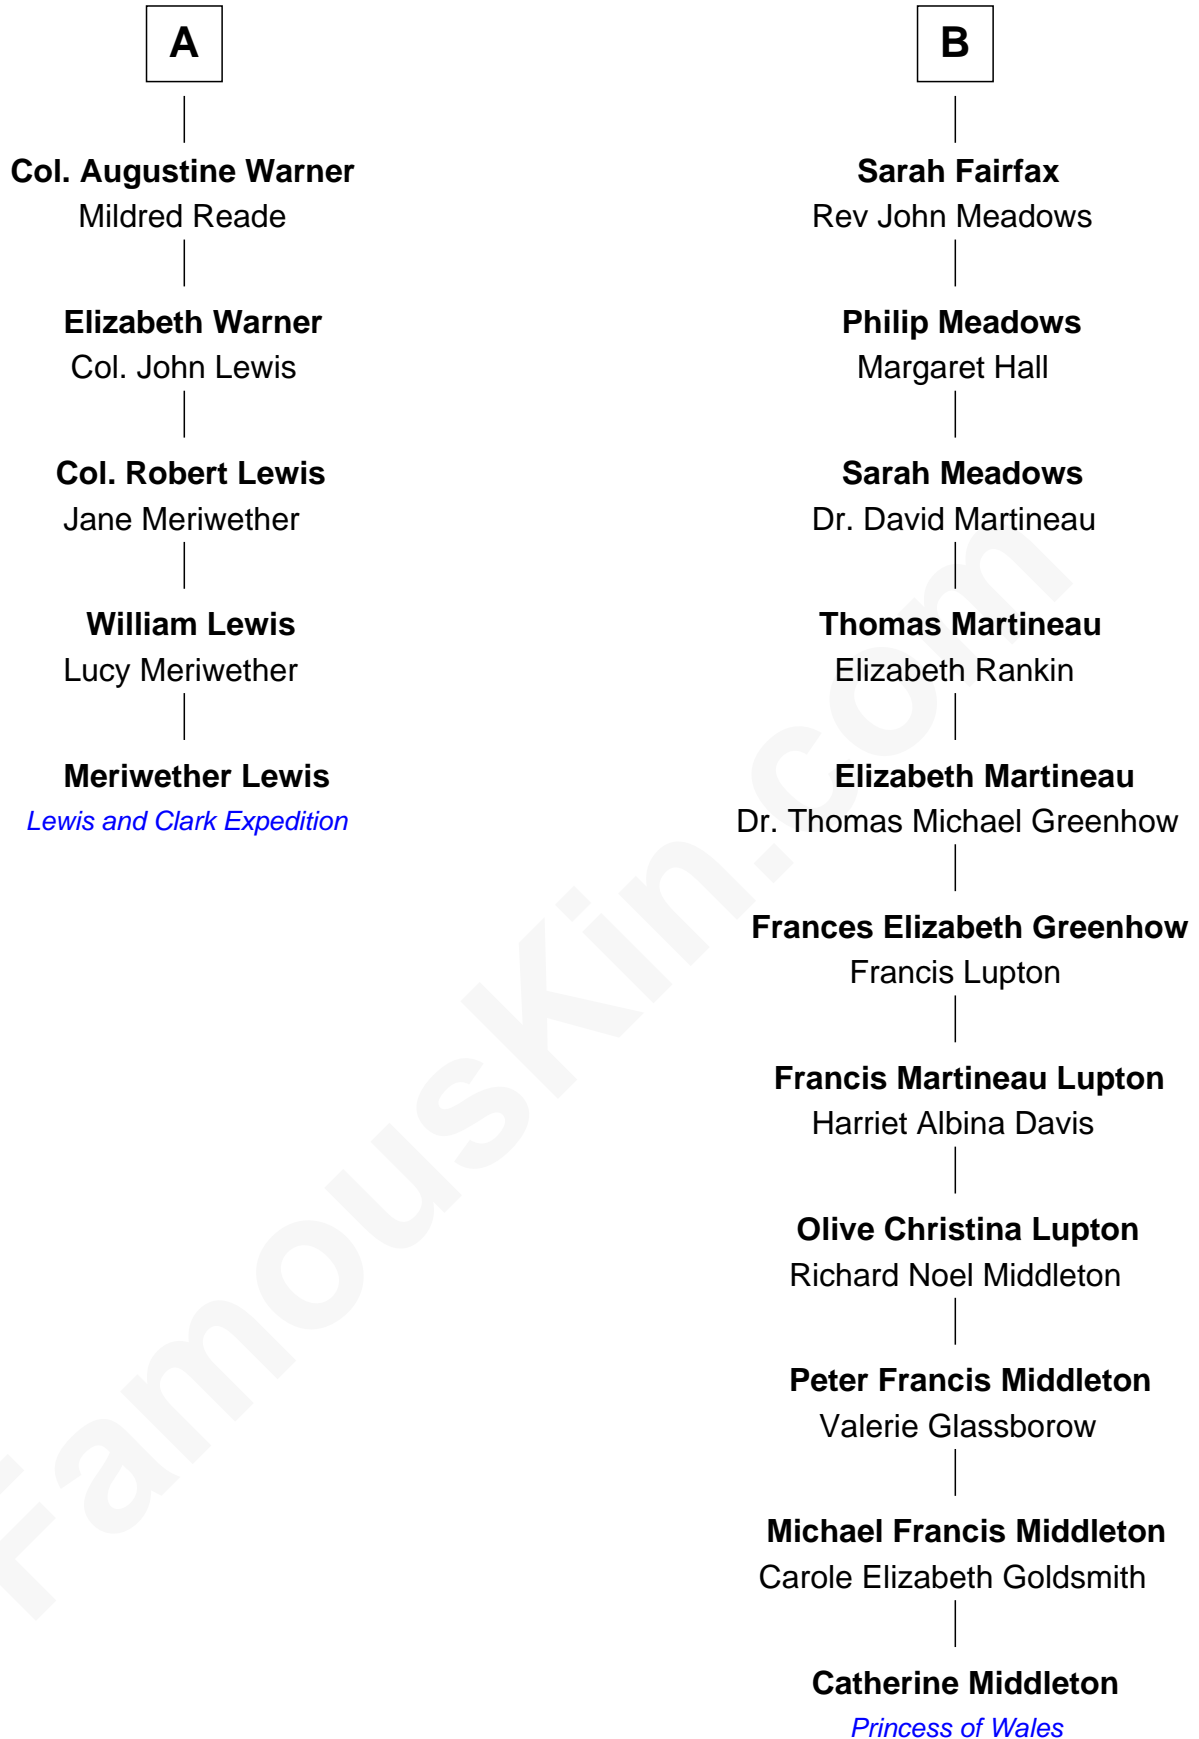 A
Col. Augustine Warner
Mildred Reade
Elizabeth Warner
Col. John Lewis
Col. Robert Lewis
Jane Meriwether
William Lewis
Lucy Meriwether
Meriwether Lewis
Lewis and Clark Expedition
B
Sarah Fairfax
Rev John Meadows
Philip Meadows
Margaret Hall
Sarah Meadows
Dr. David Martineau
Thomas Martineau
Elizabeth Rankin
Elizabeth Martineau
Dr. Thomas Michael Greenhow
Frances Elizabeth Greenhow
Francis Lupton
Francis Martineau Lupton
Harriet Albina Davis
Olive Christina Lupton
Richard Noel Middleton
Peter Francis Middleton
Valerie Glassborow
Michael Francis Middleton
Carole Elizabeth Goldsmith
Catherine Middleton
Princess of Wales
FamousKin.com